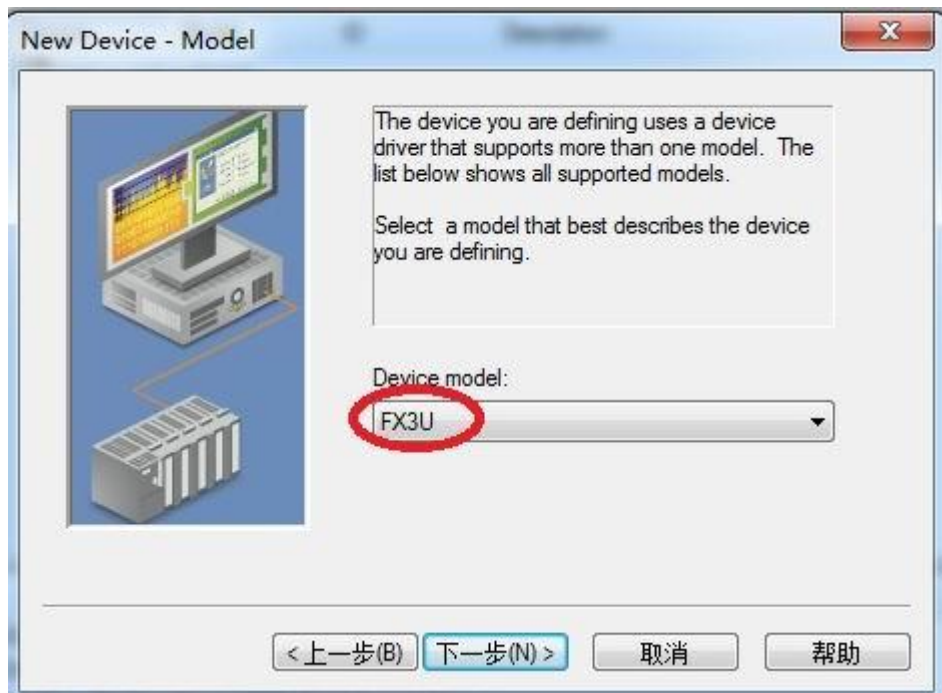 New Device - Model
The device you are defining uses a device
driver that supports more than one model.  The
list below shows all supported models.
Select  a model that best describes the device
you are defining.
Device model:
FX3U
<上一步(B)
下一步(N)>
取消
帮助